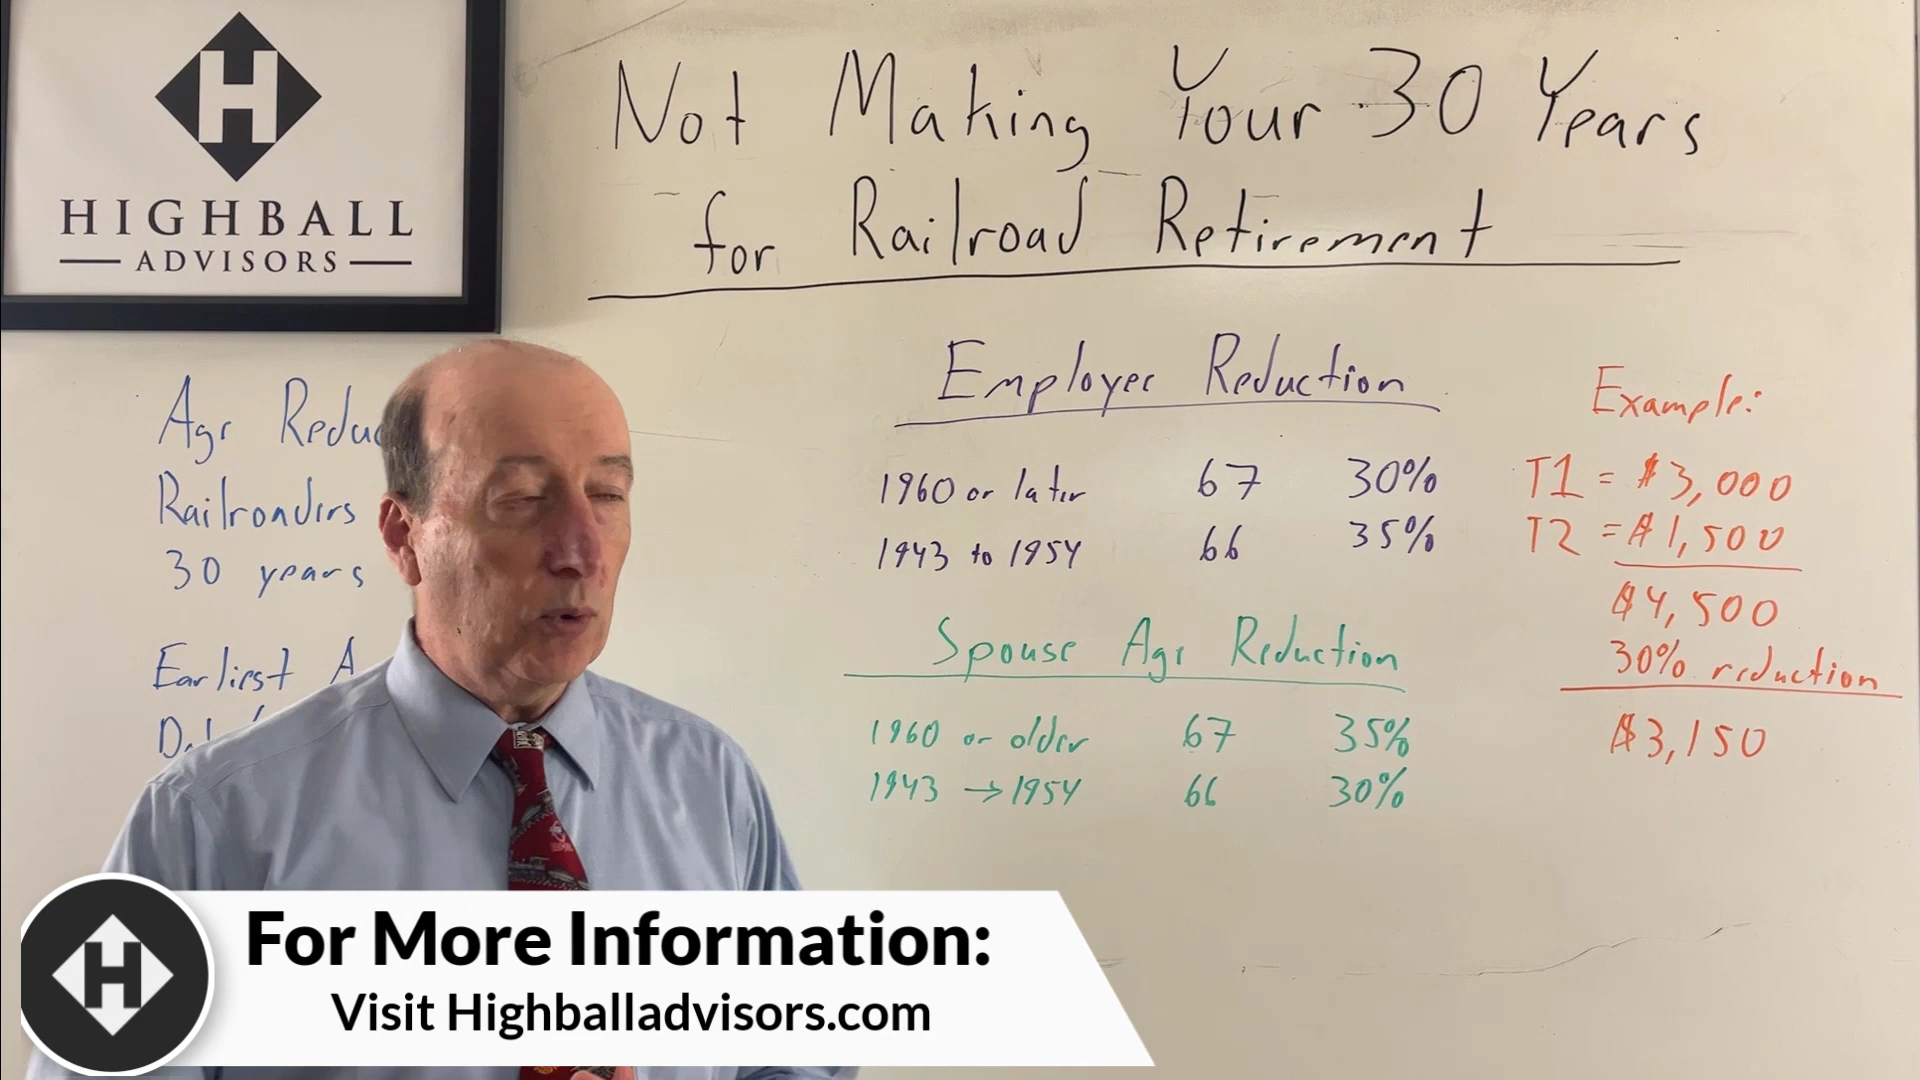 HIGHBALL
ADVISORS
Not Making Your 30 Years
for Railroad Retirement
Age Reduc
Railroaders
30 years
Earliest A
Employee Reduction
1960 or later 67 30%
1943 to 1954 66 35%
Spouse Age Reduction
1960 or older 67 35%
1943 → 1954 66 30%
Example:
T1 = $3,000
T2 = $1,500
$4,500
30% reduction
$3,150
H
For More Information:
Visit Highballadvisors.com